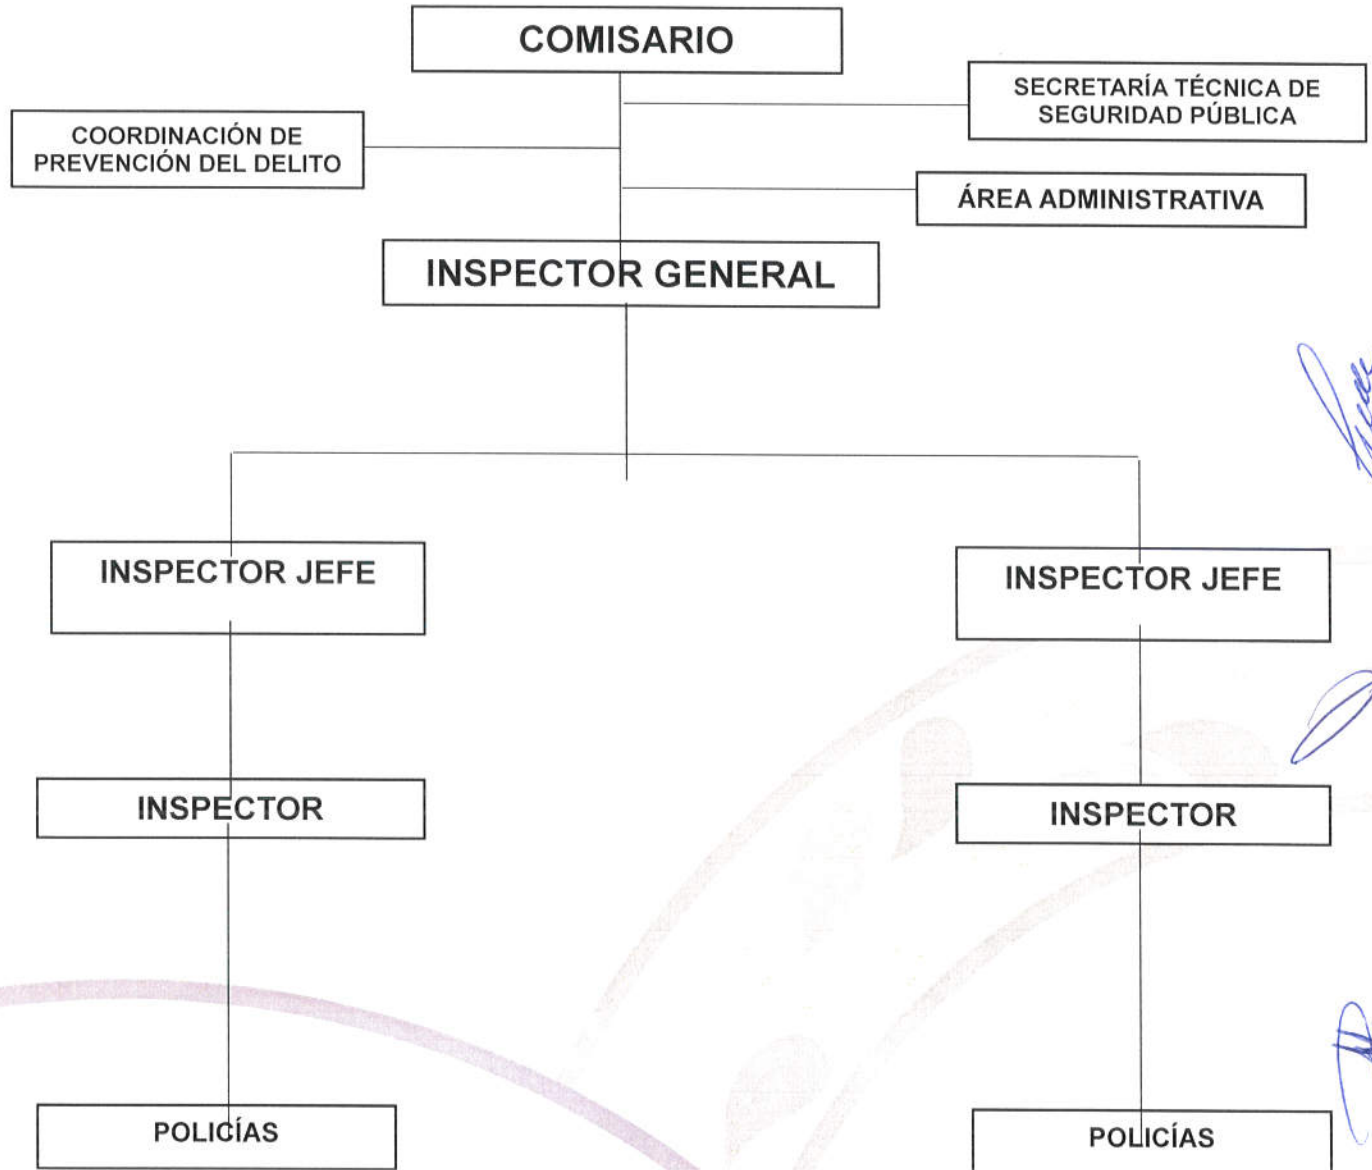 COMISARIO
SECRETARÍA TÉCNICA DE
SEGURIDAD PÚBLICA
COORDINACIÓN DE
PREVENCIÓN DEL DELITO
ÁREA ADMINISTRATIVA
INSPECTOR GENERAL
INSPECTOR JEFE
INSPECTOR JEFE
INSPECTOR
INSPECTOR
POLICÍAS
POLICÍAS